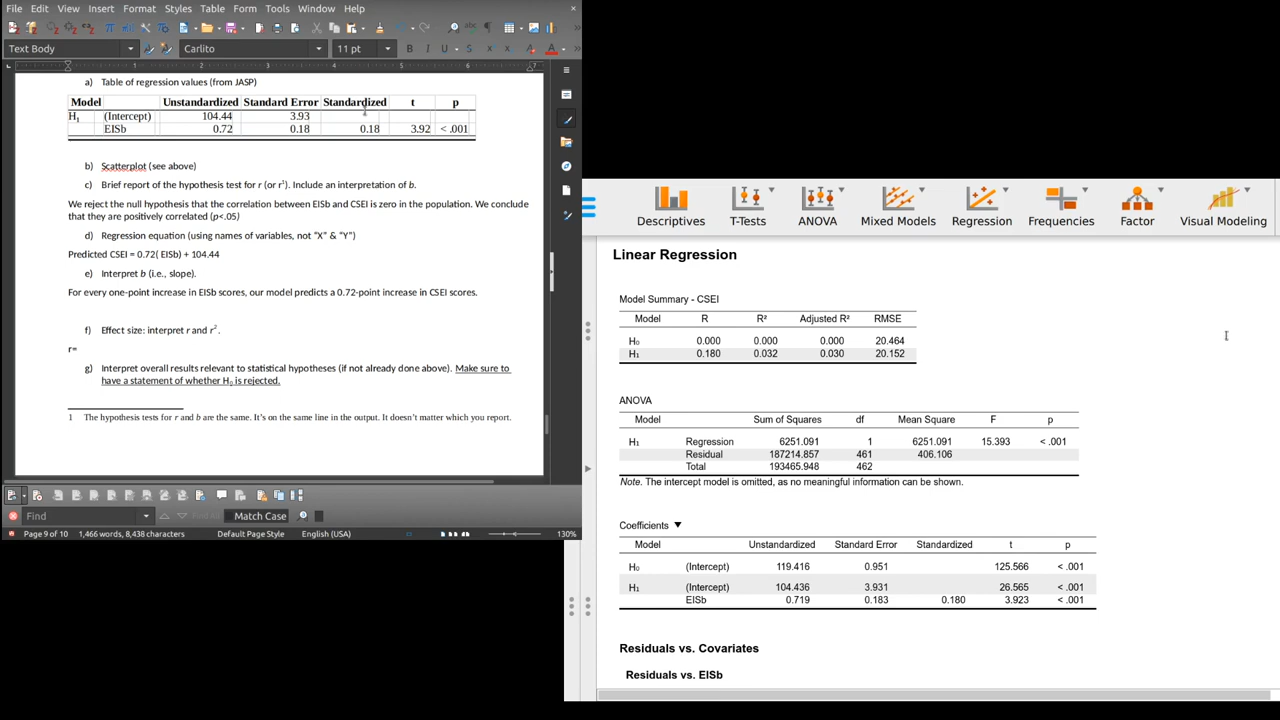 File Edit View Insert Format Styles Table Form Tools Window Help
Text Body Carlito 11 pt
1 2 3 4 5 6 7
a) Table of regression values (from JASP)
Model Unstandardized Standard Error Standardized t p
H1 (Intercept) 104.44 3.93
EISb 0.72 0.18 0.18 3.92 < .001
b) Scatterplot (see above)
c) Brief report of the hypothesis test for r (or r1). Include an interpretation of b.
We reject the null hypothesis that the correlation between EISb and CSEI is zero in the population. We conclude
that they are positively correlated (p<.05)
d) Regression equation (using names of variables, not "X" & "Y")
Predicted CSEI = 0.72( EISb) + 104.44
e) Interpret b (i.e., slope).
For every one-point increase in EISb scores, our model predicts a 0.72-point increase in CSEI scores.
f) Effect size: interpret r and r2.
r=
g) Interpret overall results relevant to statistical hypotheses (if not already done above). Make sure to
have a statement of whether H0 is rejected.
1 The hypothesis tests for r and b are the same. It's on the same line in the output. It doesn't matter which you report.
Find Find All Match Case
Page 9 of 10 1,466 words, 8,438 characters Default Page Style English (USA) 130%
Descriptives T-Tests ANOVA Mixed Models Regression Frequencies Factor Visual Modeling
Linear Regression
Model Summary - CSEI
Model R R² Adjusted R² RMSE
H₀ 0.000 0.000 0.000 20.464
H₁ 0.180 0.032 0.030 20.152
ANOVA
Model Sum of Squares df Mean Square F p
H₁ Regression 6251.091 1 6251.091 15.393 < .001
Residual 187214.857 461 406.106
Total 193465.948 462
Note. The intercept model is omitted, as no meaningful information can be shown.
Coefficients
Model Unstandardized Standard Error Standardized t p
H₀ (Intercept) 119.416 0.951 125.566 < .001
H₁ (Intercept) 104.436 3.931 26.565 < .001
EISb 0.719 0.183 0.180 3.923 < .001
Residuals vs. Covariates
Residuals vs. EISb